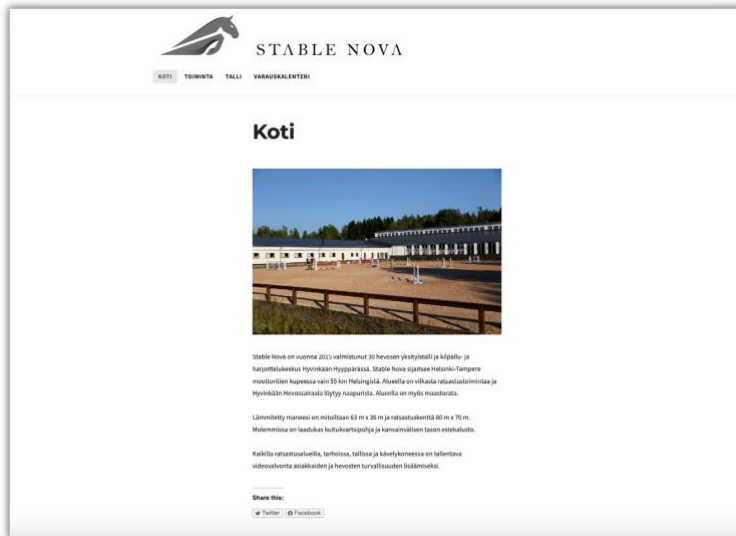 STABLE NOVA
KOTI TOIMINTA TALLI VARAUSKALENTERI
Koti
Stable Nova on vuonna 2015 valmistunut 30 hevosen yksityistalli ja kilpailu- ja
harjoittelukeskus Hyvinkään Hyyppärässä. Stable Nova sijaitsee Helsinki-Tampere
moottoritien kupeessa vain 55 km Helsingistä. Alueella on vilkasta ratsastustoimintaa ja
Hyvinkään Hevossairaala löytyy naapurista. Alueella on myös maastorata.
Lämmitetty maneesi on mitoiltaan 63 m x 36 m ja ratsastuskenttä 60 m x 70 m.
Molemmissa on laadukas kuitukvartsipohja ja kansainvälisen tason estekalusto.
Kaikilla ratsastusalueilla, tarhoissa, tallissa ja kävelykoneessa on tallentava
videovalvonta asiakkaiden ja hevosten turvallisuuden lisäämiseksi.
Share this:
Twitter Facebook